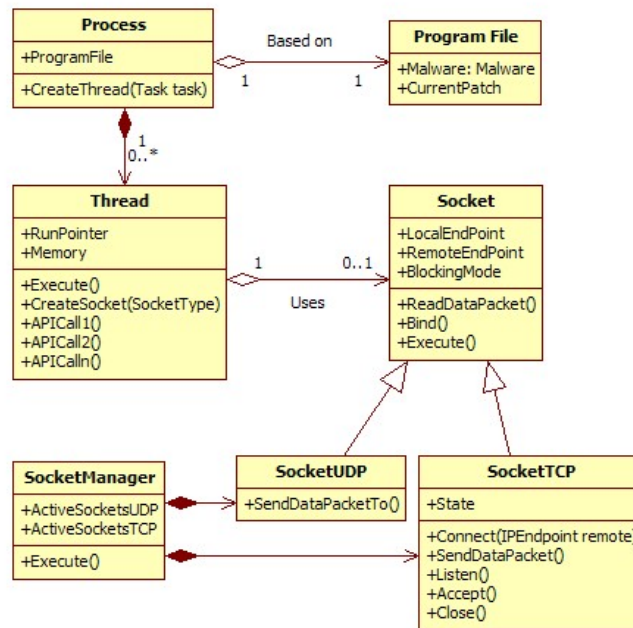 Process
+ProgramFile
+CreateThread(Task task)
Based on
1
1
Program File
+Malware: Malware
+CurrentPatch
1
0..*
Thread
+RunPointer
+Memory
+Execute()
+CreateSocket(SocketType)
+APICall1()
+APICall2()
+APICalln()
1
0..1
Uses
Socket
+LocalEndPoint
+RemoteEndPoint
+BlockingMode
+ReadDataPacket()
+Bind()
+Execute()
SocketManager
+ActiveSocketsUDP
+ActiveSocketsTCP
+Execute()
SocketUDP
+SendDataPacketTo()
SocketTCP
+State
+Connect(IPEndpoint remote)
+SendDataPacket()
+Listen()
+Accept()
+Close()